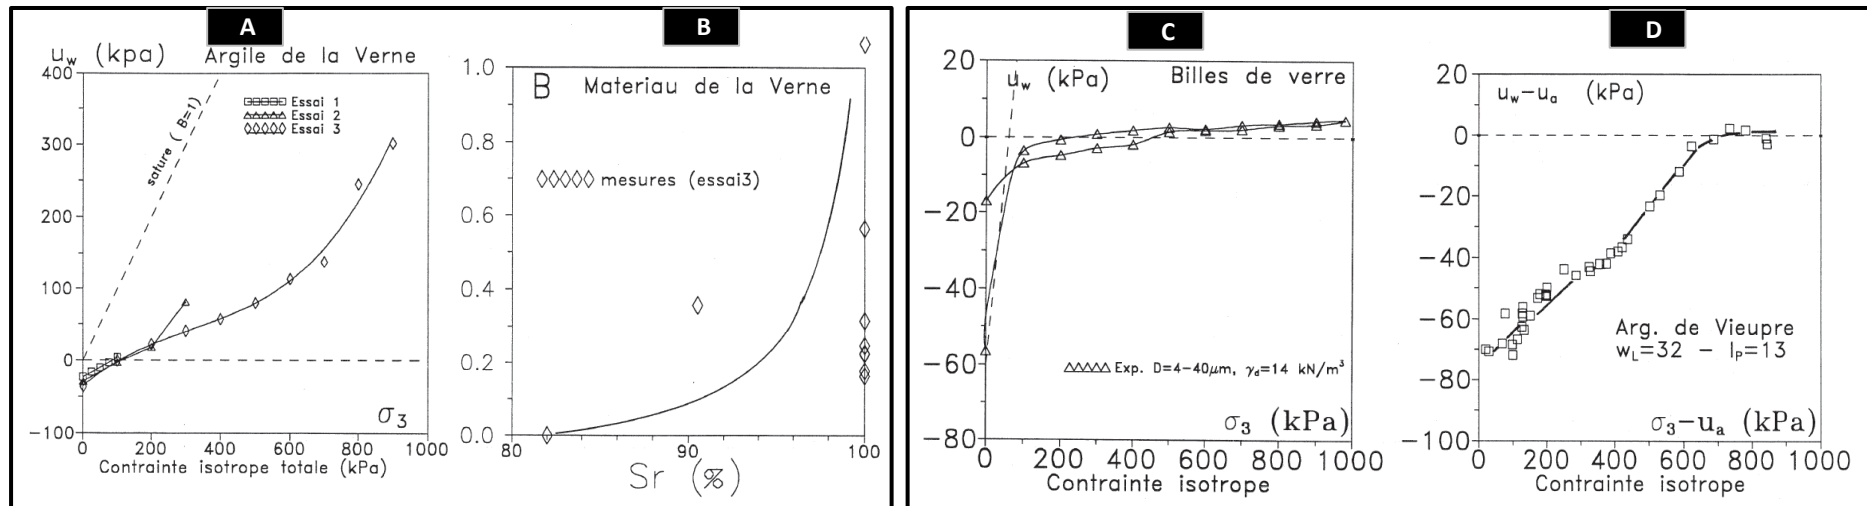 A
u_w (kpa) Argile de la Verne
400
300
200
100
0
-100
sature ( B=1)
Essai 1
Essai 2
Essai 3
σ3
0 200 400 600 800 1000
Contrainte isotrope totale (kPa)
B
B Materiau de la Verne
1.0
0.8
0.6
0.4
0.2
0.0
mesures (essai3)
80 90 100
Sr (%)
C
u_w (kPa) Billes de verre
20
0
−20
−40
−60
−80
Exp. D=4-40μm, γd=14 kN/m³
σ3 (kPa)
0 200 400 600 800 1000
Contrainte isotrope
D
u_w−u_a (kPa)
20
0
−20
−40
−60
−80
−100
Arg. de Vieupre
wL=32 − IP=13
σ3−u_a (kPa)
0 200 400 600 800 1000
Contrainte isotrope